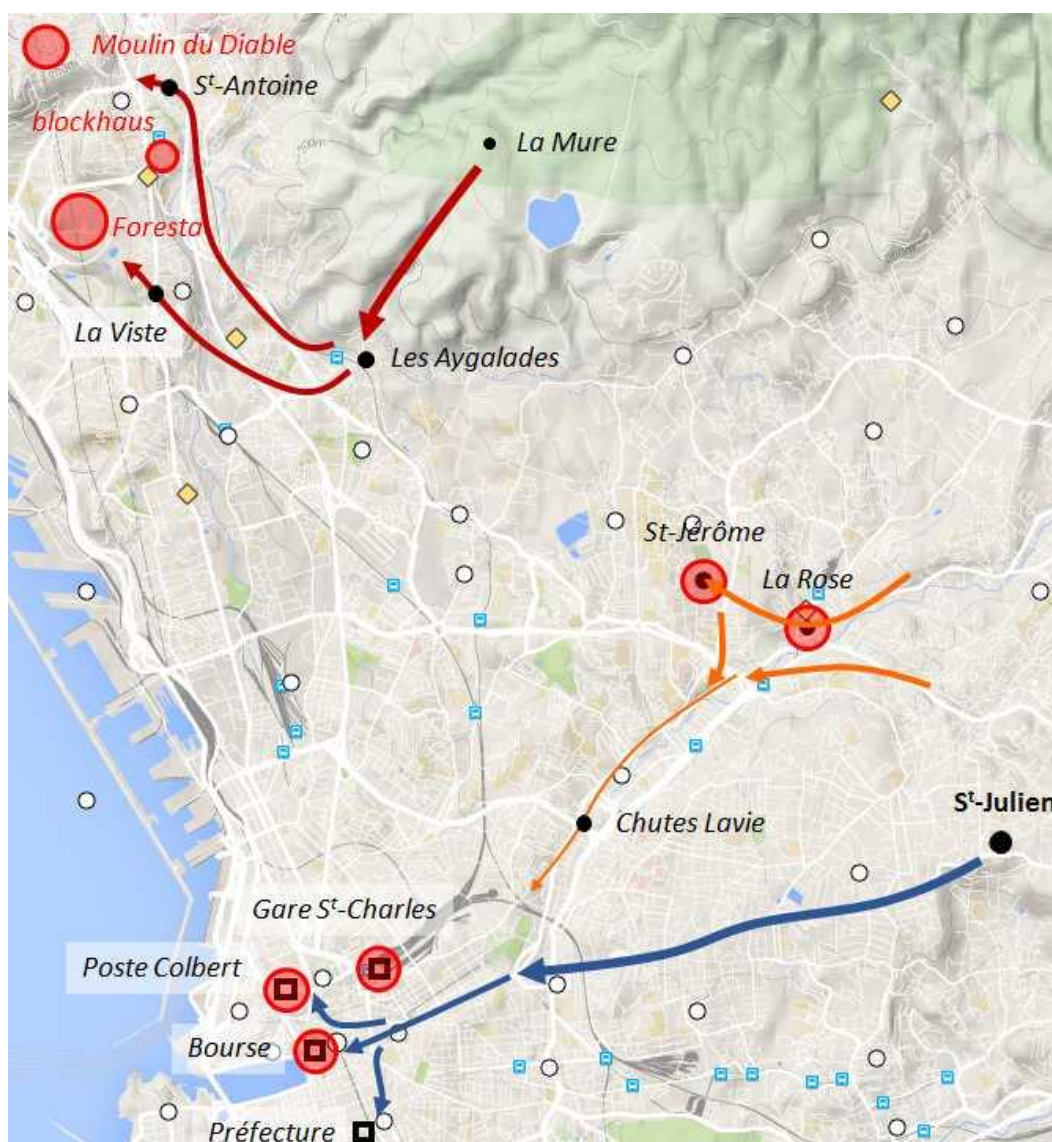 Moulin du Diable
Sᵗ-Antoine
blockhaus
La Mure
Foresta
La Viste
Les Aygalades
St-Jérôme
La Rose
Sᵗ-Julien
Chutes Lavie
Gare Sᵗ-Charles
Poste Colbert
Bourse
Préfecture